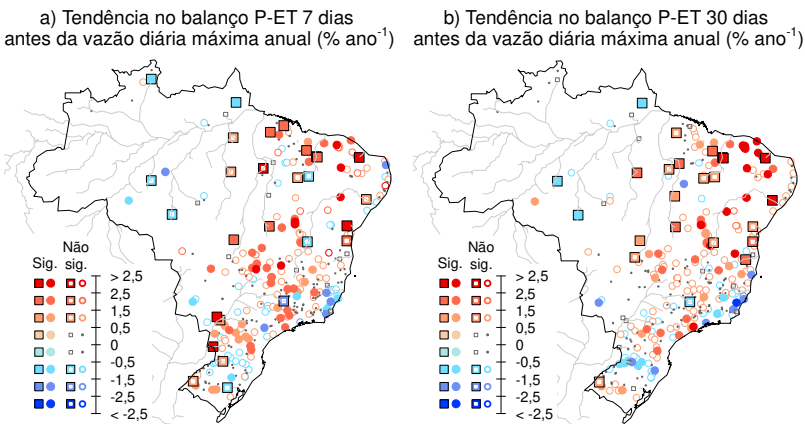 a) Tendência no balanço P-ET 7 dias
antes da vazão diária máxima anual (% ano⁻¹)
Não
Sig. sig.
> 2,5
2,5
1,5
0,5
-0,5
-1,5
-2,5
< -2,5
b) Tendência no balanço P-ET 30 dias
antes da vazão diária máxima anual (% ano⁻¹)
Não
Sig. sig.
> 2,5
2,5
1,5
0,5
-0,5
-1,5
-2,5
< -2,5